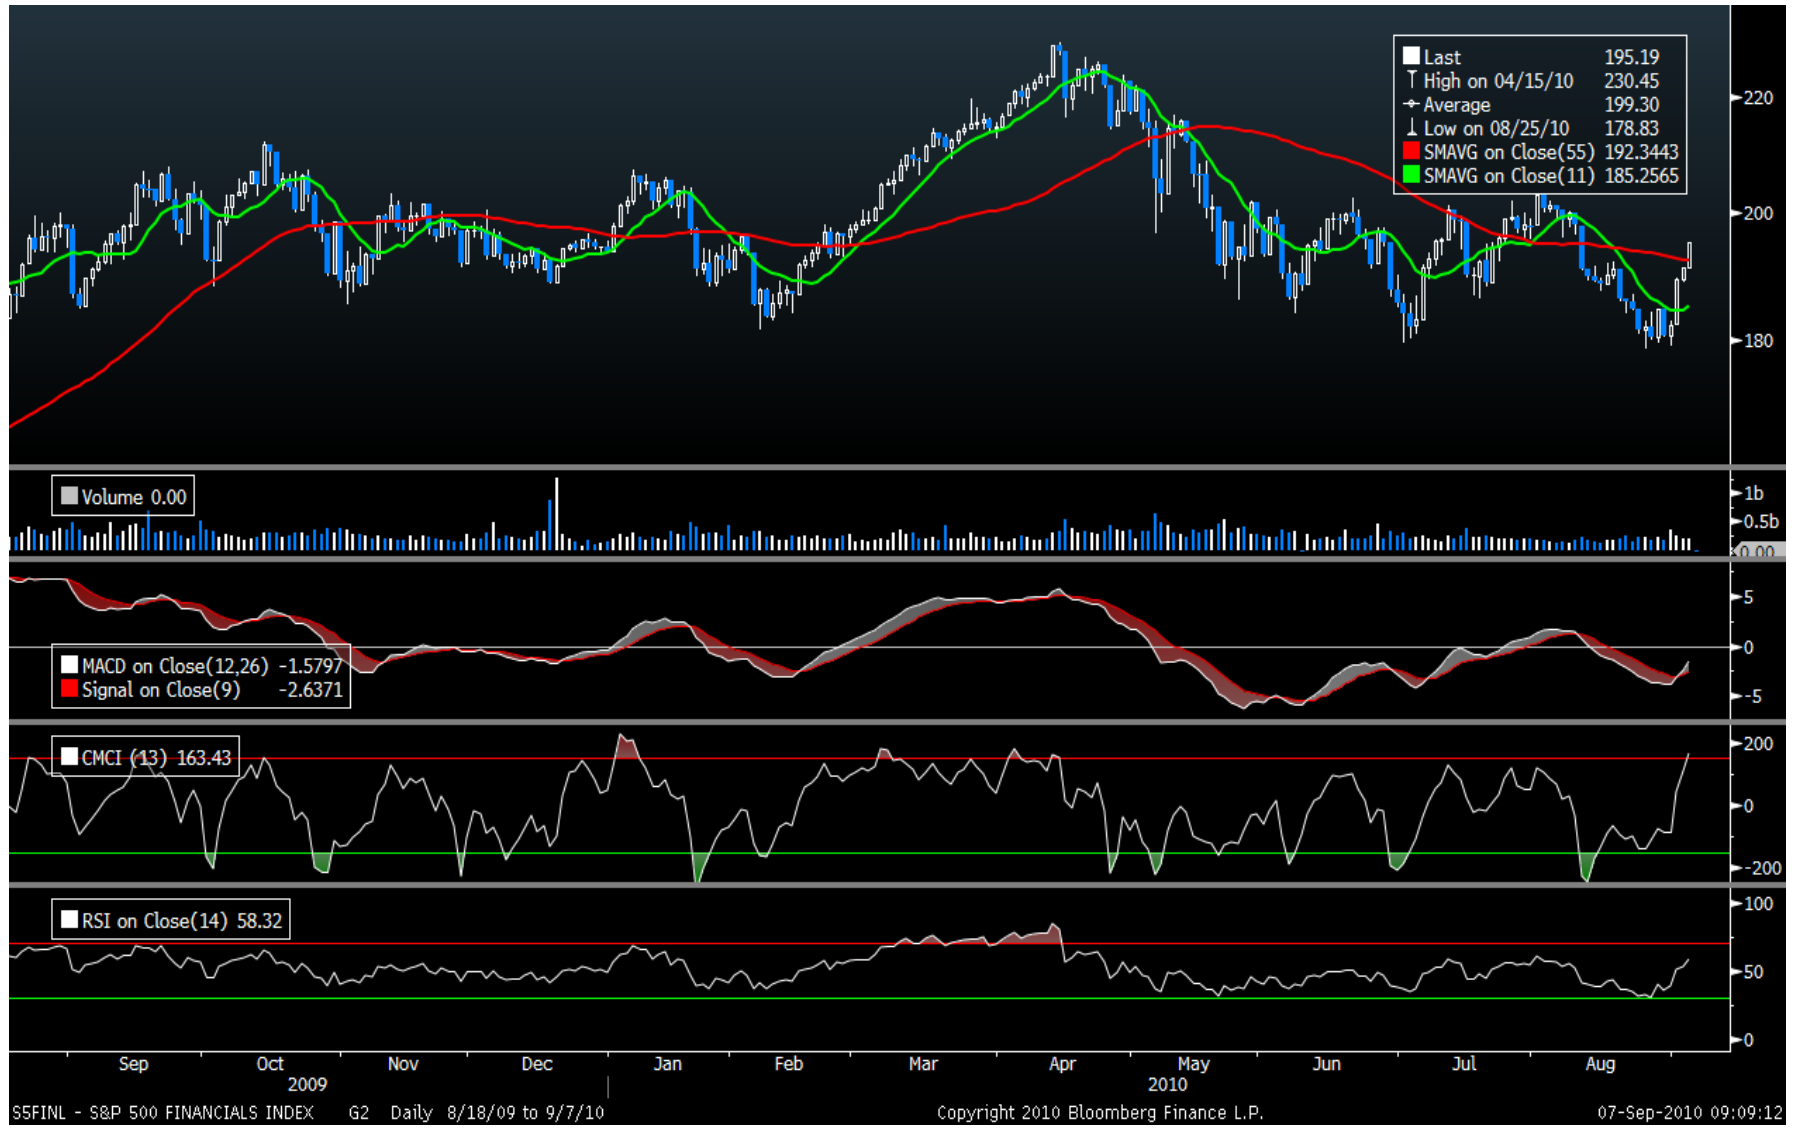 Last 195.19
High on 04/15/10 230.45
Average 199.30
Low on 08/25/10 178.83
SMAVG on Close(55) 192.3443
SMAVG on Close(11) 185.2565
220
200
180
Volume 0.00
1b
0.5b
0.00
5
0
-5
MACD on Close(12,26) -1.5797
Signal on Close(9) -2.6371
CMCI (13) 163.43
200
0
-200
RSI on Close(14) 58.32
100
50
0
Sep Oct Nov Dec Jan Feb Mar Apr May Jun Jul Aug
2009 2010
S5FINL - S&P 500 FINANCIALS INDEX G2 Daily 8/18/09 to 9/7/10 Copyright 2010 Bloomberg Finance L.P. 07-Sep-2010 09:09:12